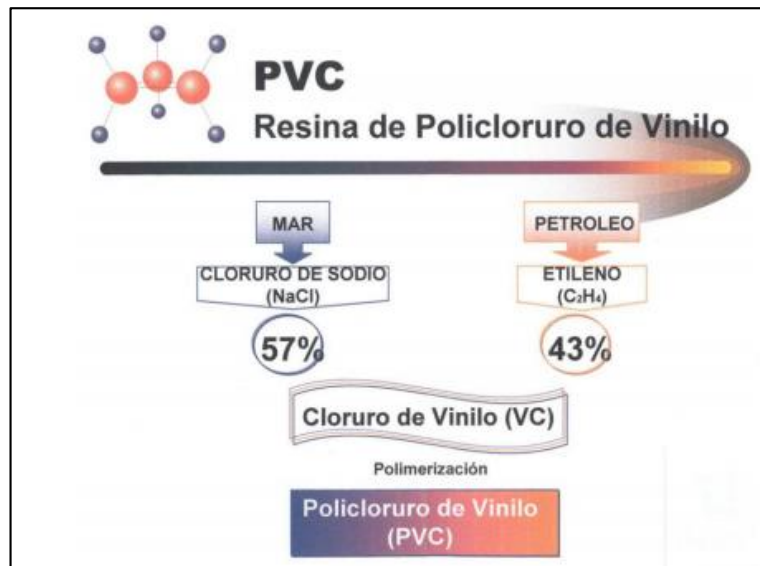 PVC
Resina de Policloruro de Vinilo
MAR
PETROLEO
CLORURO DE SODIO
(NaCl)
ETILENO
(C₂H₄)
57%
43%
Cloruro de Vinilo (VC)
Polimerización
Policloruro de Vinilo
(PVC)